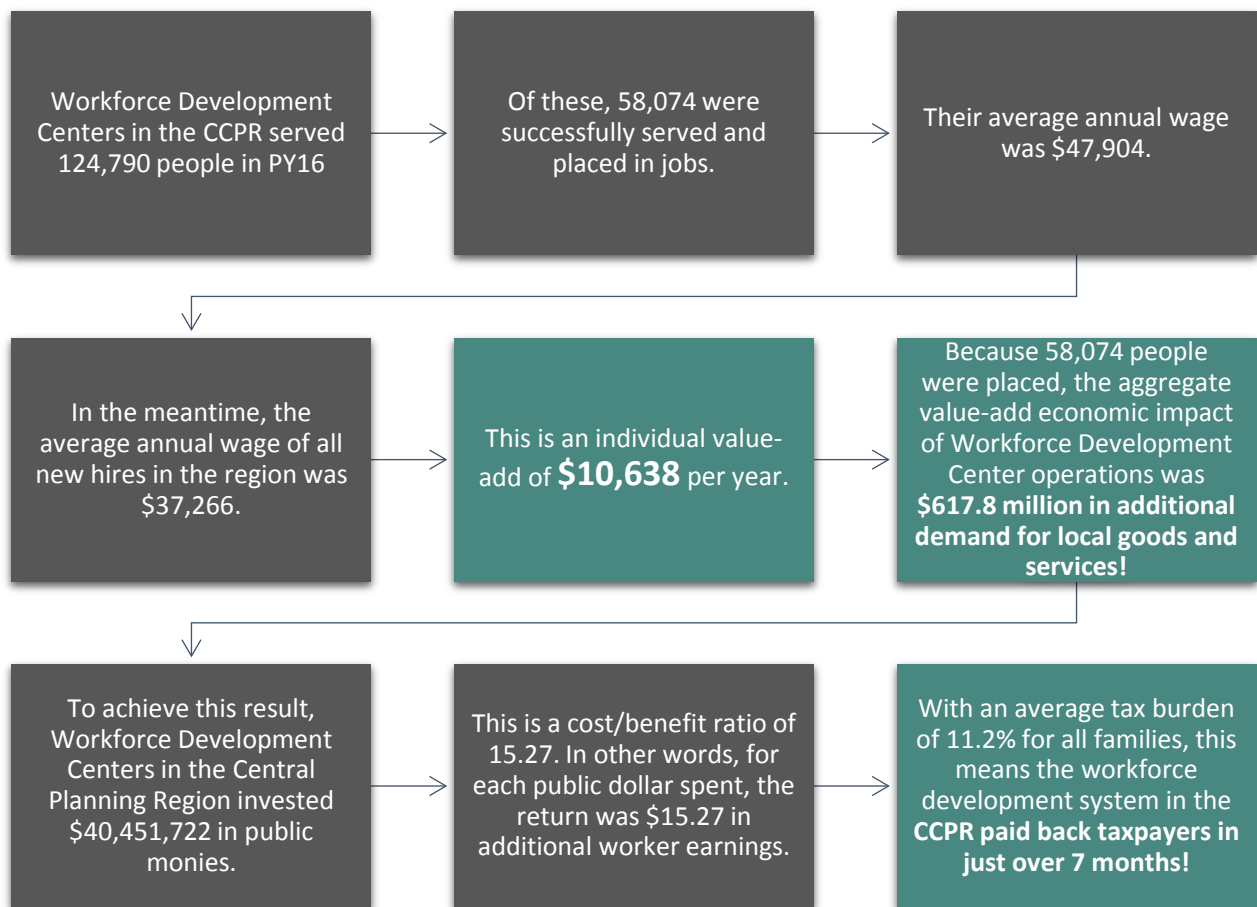 Workforce Development
Centers in the CCPR served
124,790 people in PY16
Of these, 58,074 were
successfully served and
placed in jobs.
Their average annual wage
was $47,904.
In the meantime, the
average annual wage of all
new hires in the region was
$37,266.
This is an individual value-
add of $10,638 per year.
Because 58,074 people
were placed, the aggregate
value-add economic impact
of Workforce Development
Center operations was
$617.8 million in additional
demand for local goods and
services!
To achieve this result,
Workforce Development
Centers in the Central
Planning Region invested
$40,451,722 in public
monies.
This is a cost/benefit ratio of
15.27. In other words, for
each public dollar spent, the
return was $15.27 in
additional worker earnings.
With an average tax burden
of 11.2% for all families, this
means the workforce
development system in the
CCPR paid back taxpayers in
just over 7 months!